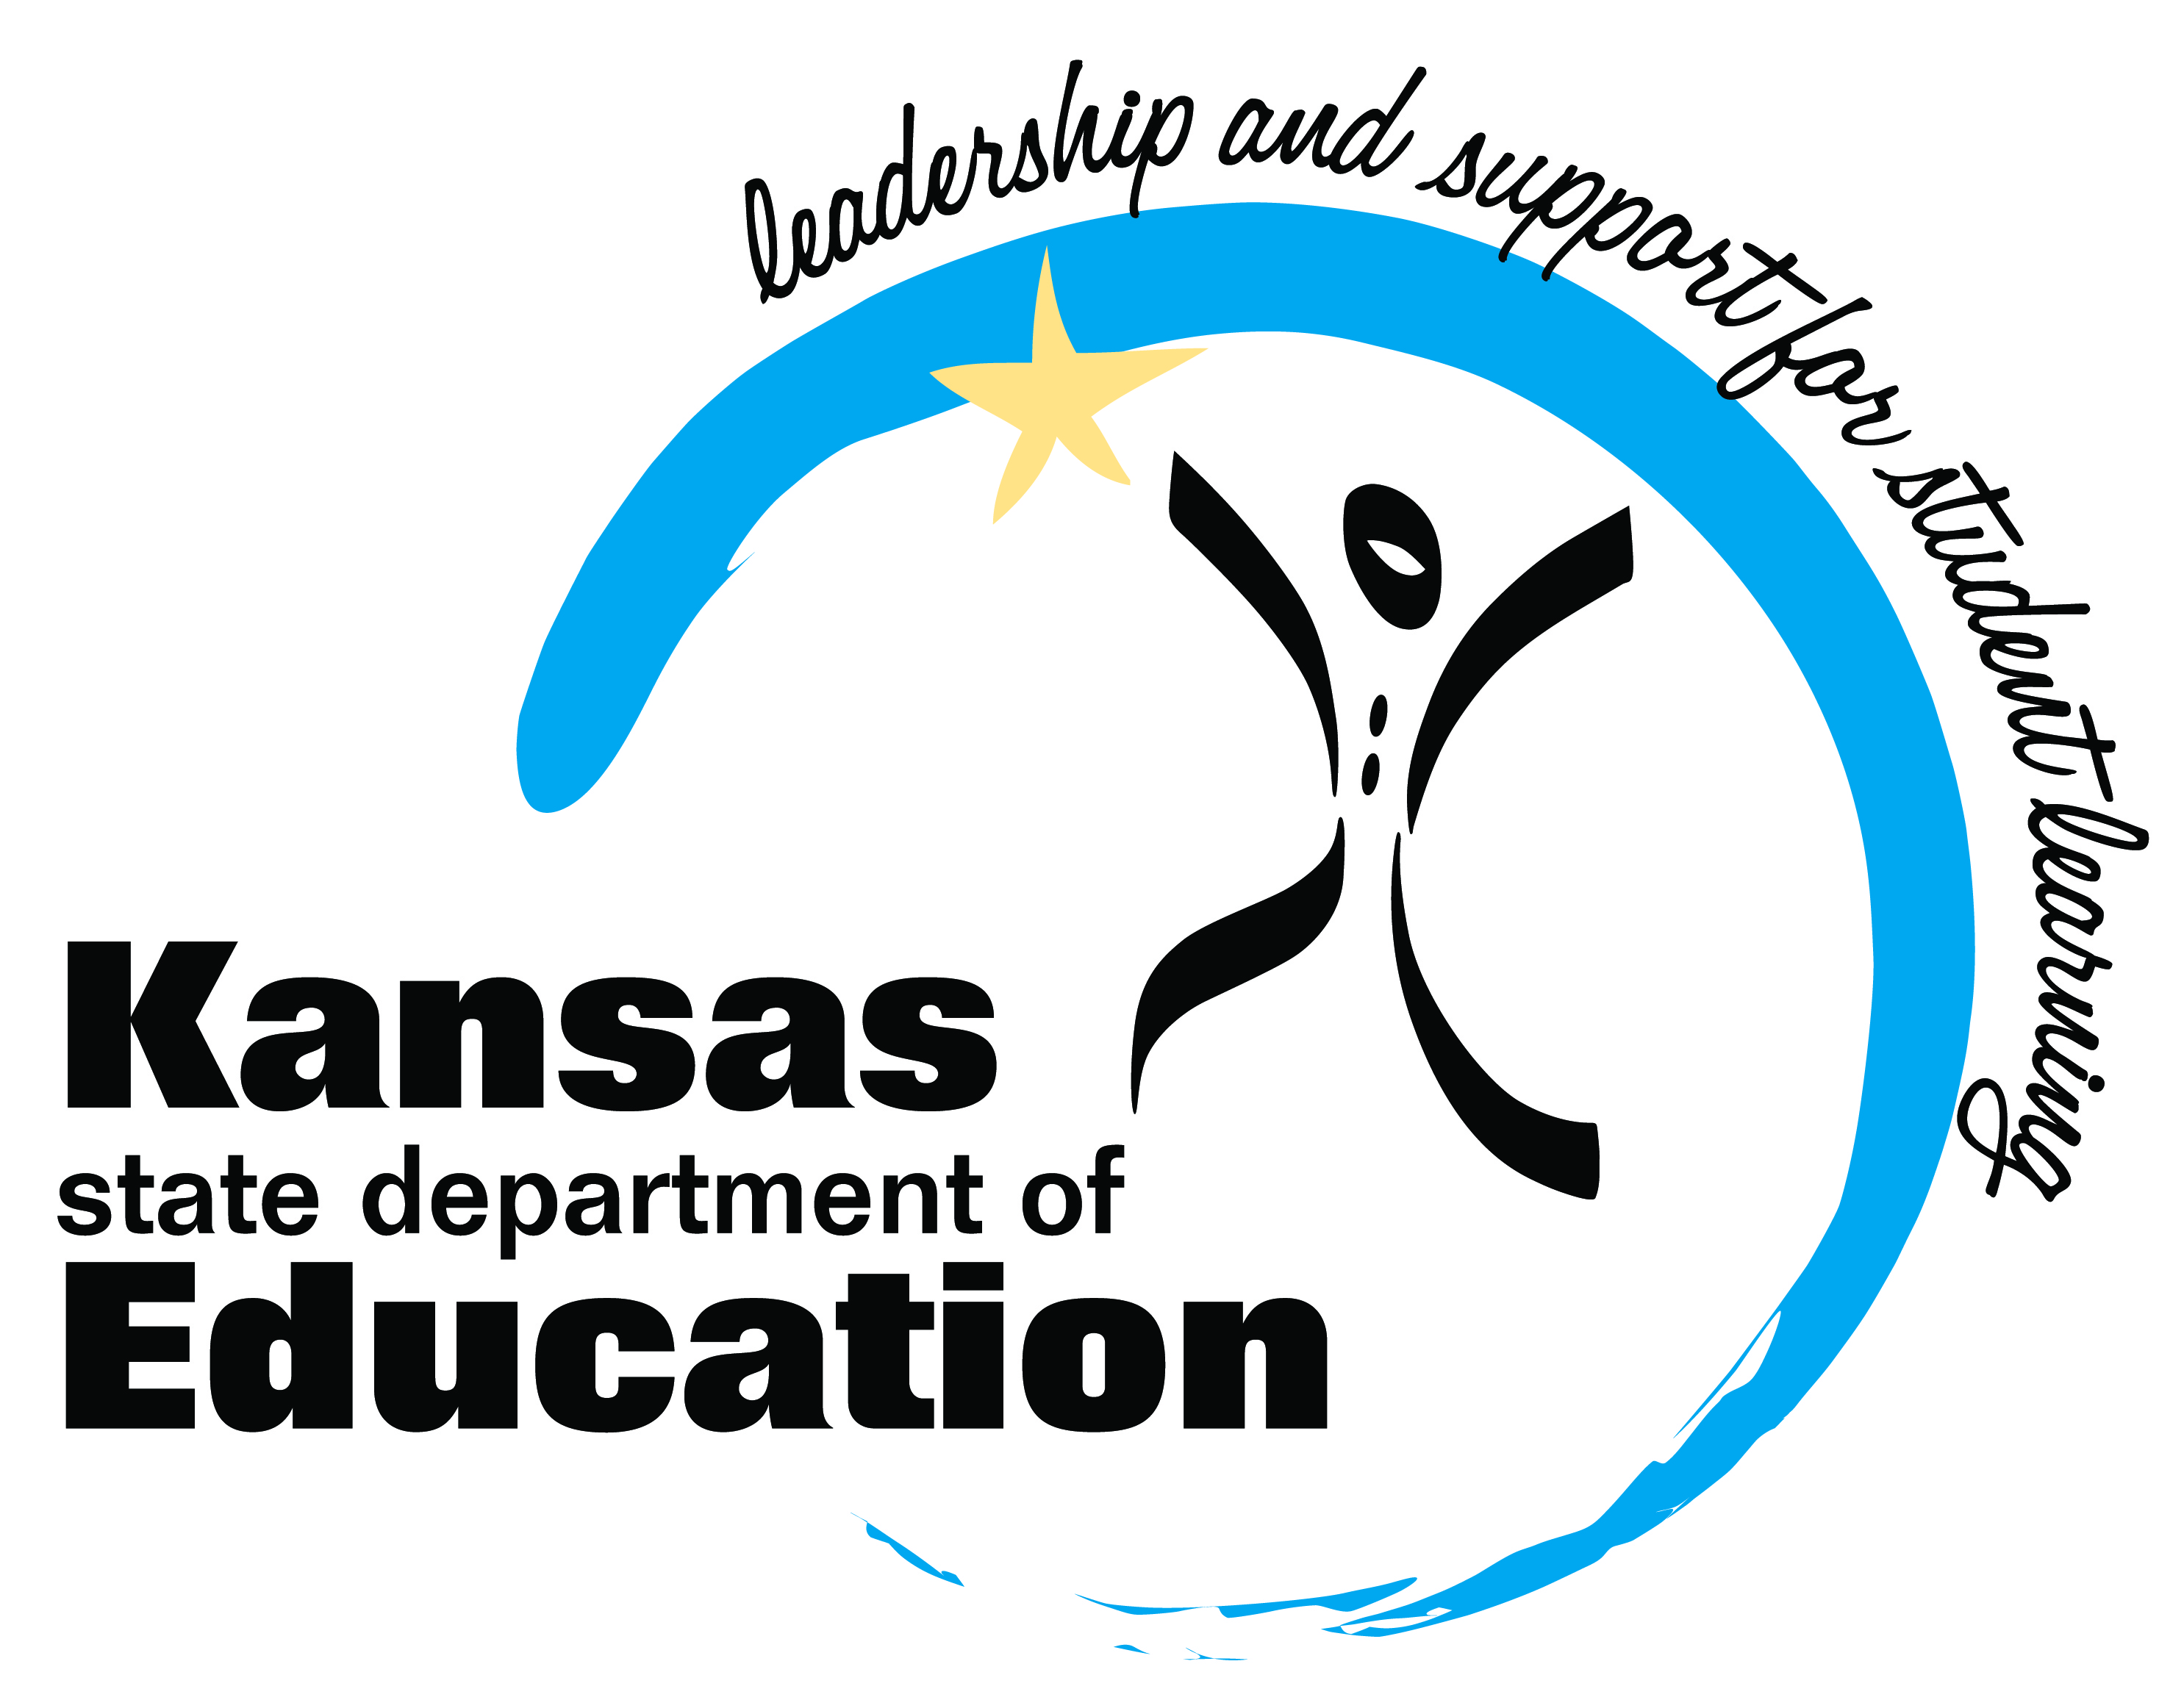 leadership and support for student learning
Kansas
state department of
Education